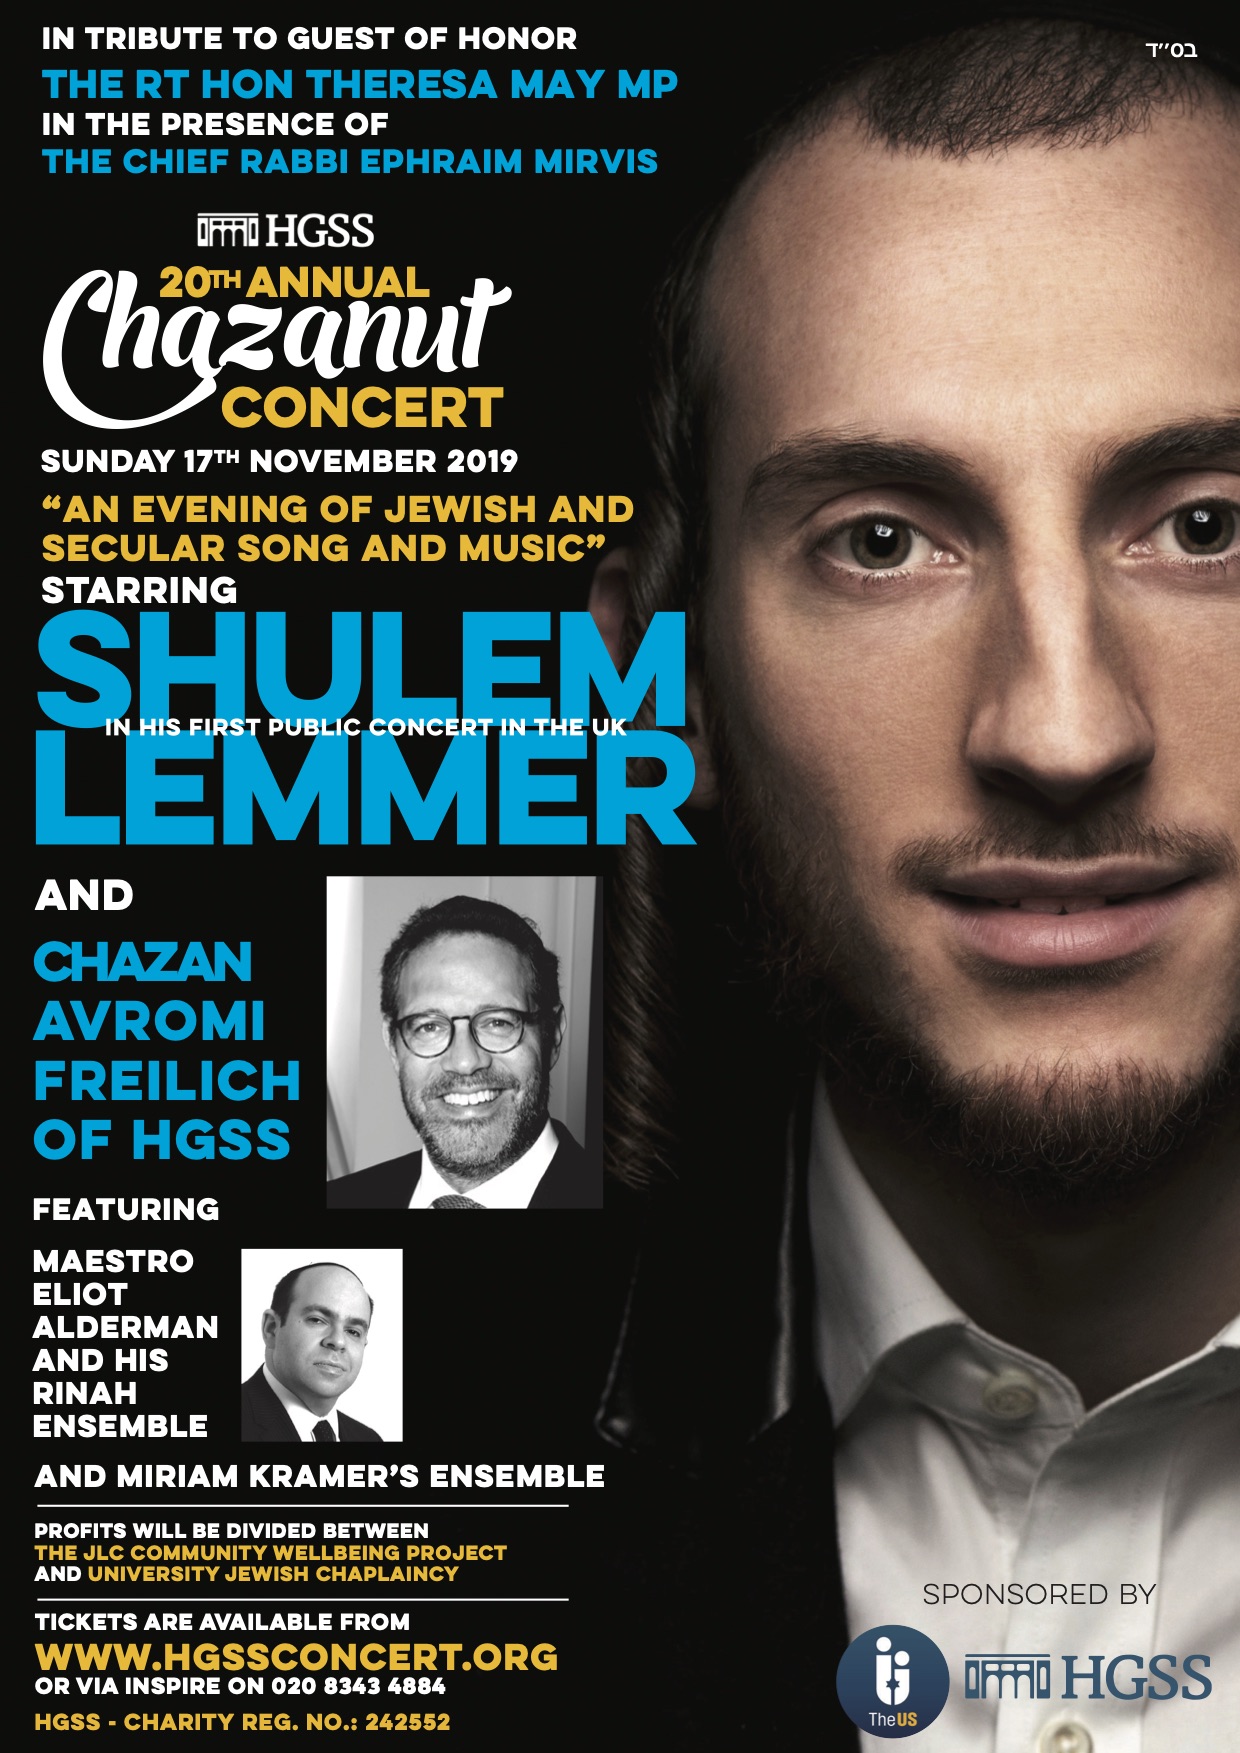 IN TRIBUTE TO GUEST OF HONOR
THE RT HON THERESA MAY MP
IN THE PRESENCE OF
THE CHIEF RABBI EPHRAIM MIRVIS
בס''ד
HGSS
20TH ANNUAL
Chazanut
CONCERT
SUNDAY 17TH NOVEMBER 2019
“AN EVENING OF JEWISH AND
SECULAR SONG AND MUSIC”
STARRING
SHULEM
IN HIS FIRST PUBLIC CONCERT IN THE UK
LEMMER
AND
CHAZAN
AVROMI
FREILICH
OF HGSS
FEATURING
MAESTRO
ELIOT
ALDERMAN
AND HIS
RINAH
ENSEMBLE
AND MIRIAM KRAMER’S ENSEMBLE
PROFITS WILL BE DIVIDED BETWEEN
THE JLC COMMUNITY WELLBEING PROJECT
AND UNIVERSITY JEWISH CHAPLAINCY
TICKETS ARE AVAILABLE FROM
WWW.HGSSCONCERT.ORG
OR VIA INSPIRE ON 020 8343 4884
HGSS - CHARITY REG. NO.: 242552
SPONSORED BY
TheUS
HGSS